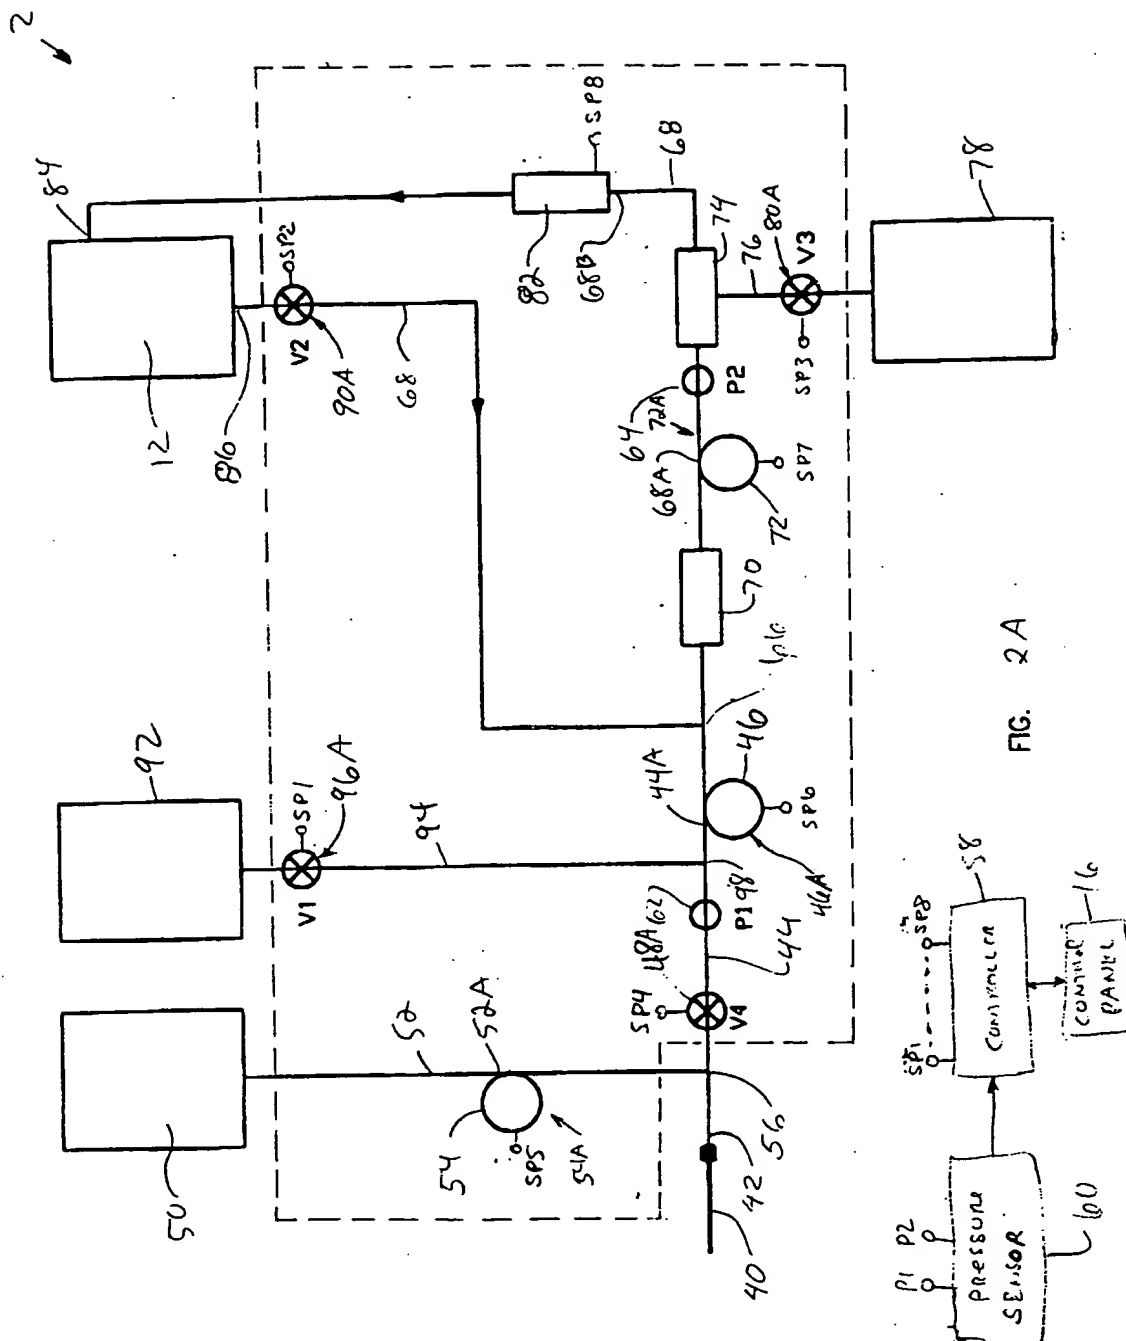 2
84
12
86
SP2
V2
90A
68
82
SP8
68B
68
74
76
80A
V3
SP3
78
P2
64
72A
68A
72
SP7
70
66
92
SP1
V1
96A
94
44A
46
SP6
46A
98
P1
62
48A
44
SP4
V4
50
52
52A
54
SP5
54A
56
42
40
FIG. 2A
58
SP1
SP8
CONTROLLER
16
CONTROL
PANEL
P1
P2
PRESSURE
SENSOR
60